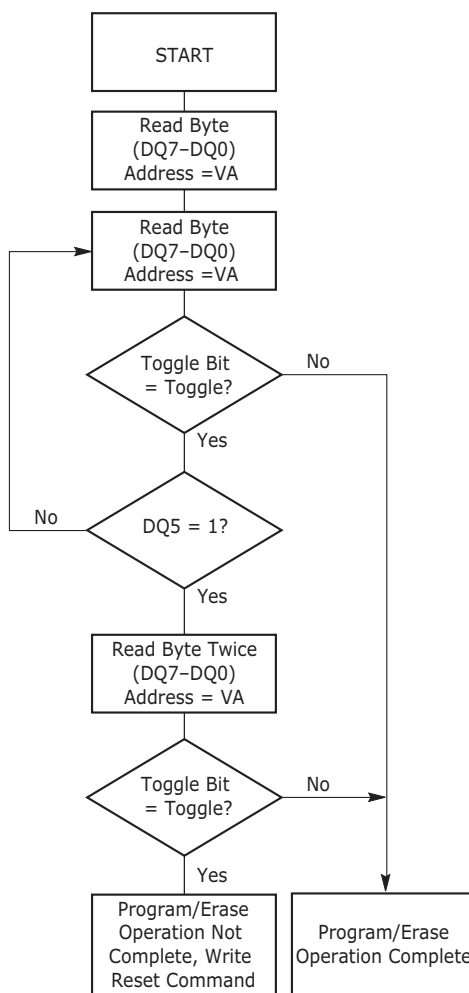 START
Read Byte
(DQ7–DQ0)
Address =VA
Read Byte
(DQ7–DQ0)
Address =VA
Toggle Bit
= Toggle?
No
Yes
DQ5 = 1?
No
Yes
Read Byte Twice
(DQ7–DQ0)
Address = VA
Toggle Bit
= Toggle?
No
Yes
Program/Erase
Operation Not
Complete, Write
Reset Command
Program/Erase
Operation Complete